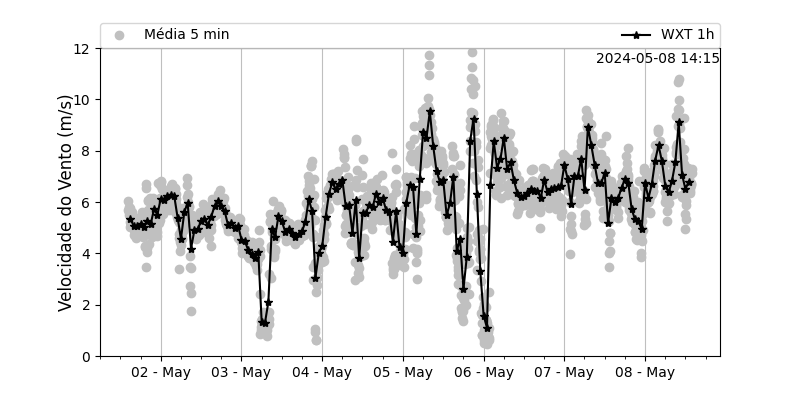 Média 5 min
WXT 1h
2024-05-08 14:15
Velocidade do Vento (m/s)
12
10
8
6
4
2
0
02 - May
03 - May
04 - May
05 - May
06 - May
07 - May
08 - May